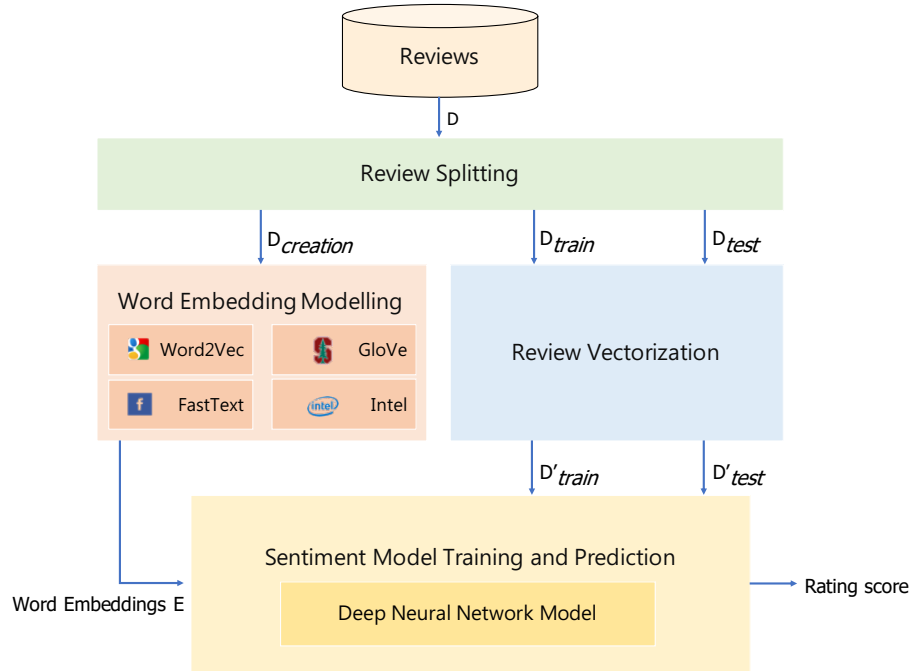 Reviews
D
Review Splitting
Dcreation
Dtrain
Dtest
Word Embedding Modelling
Word2Vec
GloVe
FastText
intel
Intel
Review Vectorization
D'train
D'test
Sentiment Model Training and Prediction
Deep Neural Network Model
Word Embeddings E
Rating score